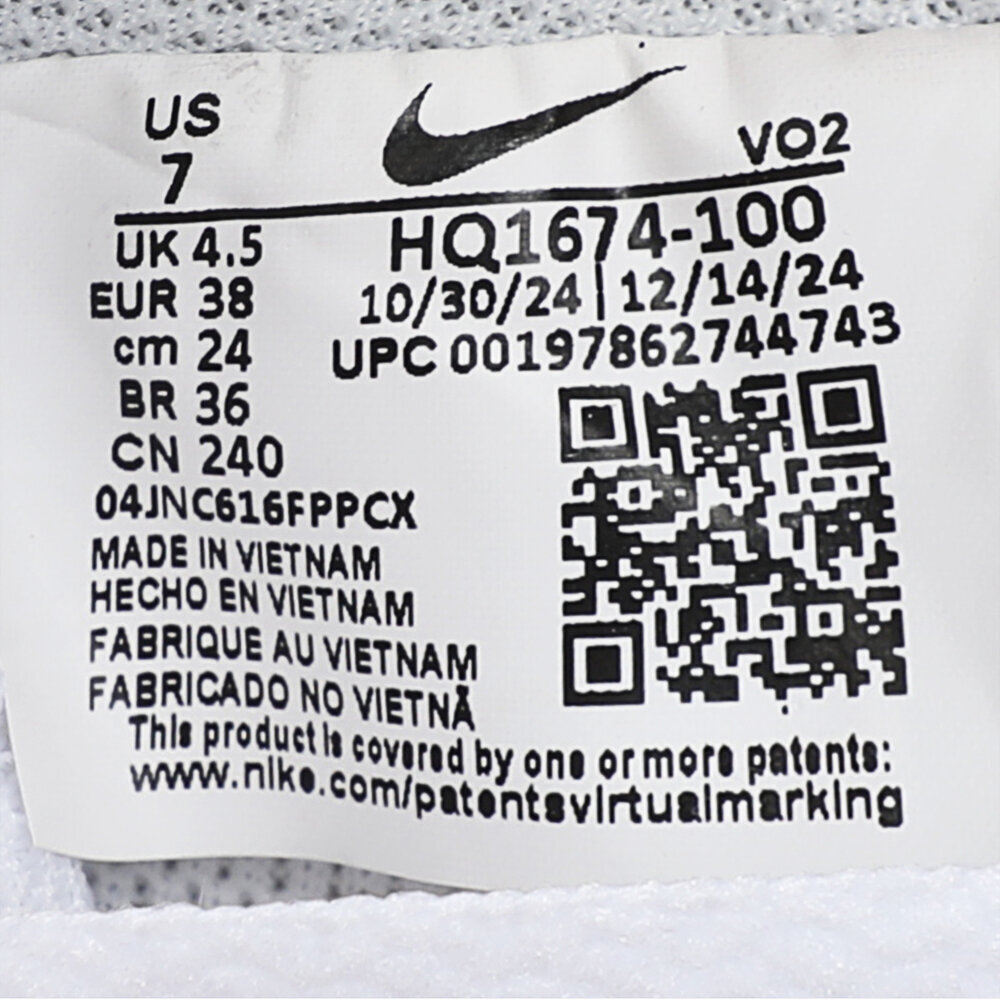 US
7
VO2
UK 4.5
EUR 38
cm 24
BR 36
CN 240
HQ1674-100
10/30/24 | 12/14/24
UPC 00197862744743
04JNC616FPPCX
MADE IN VIETNAM
HECHO EN VIETNAM
FABRIQUE AU VIETNAM
FABRICADO NO VIETNÃ
This product is covered by one or more patents:
www.nike.com/patentsvirtualmarking